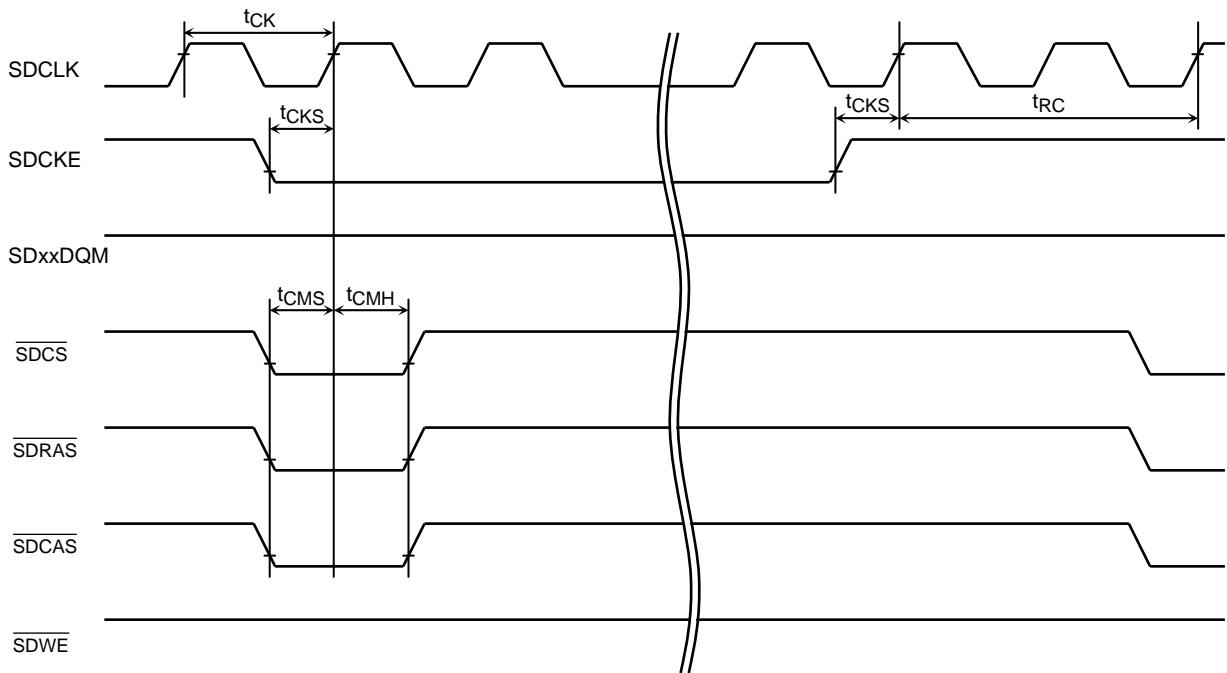 tCK
SDCLK
tCKS
tCKS
tRC
SDCKE
SDxxDQM
tCMS
tCMH
SDCS
SDRAS
SDCAS
SDWE